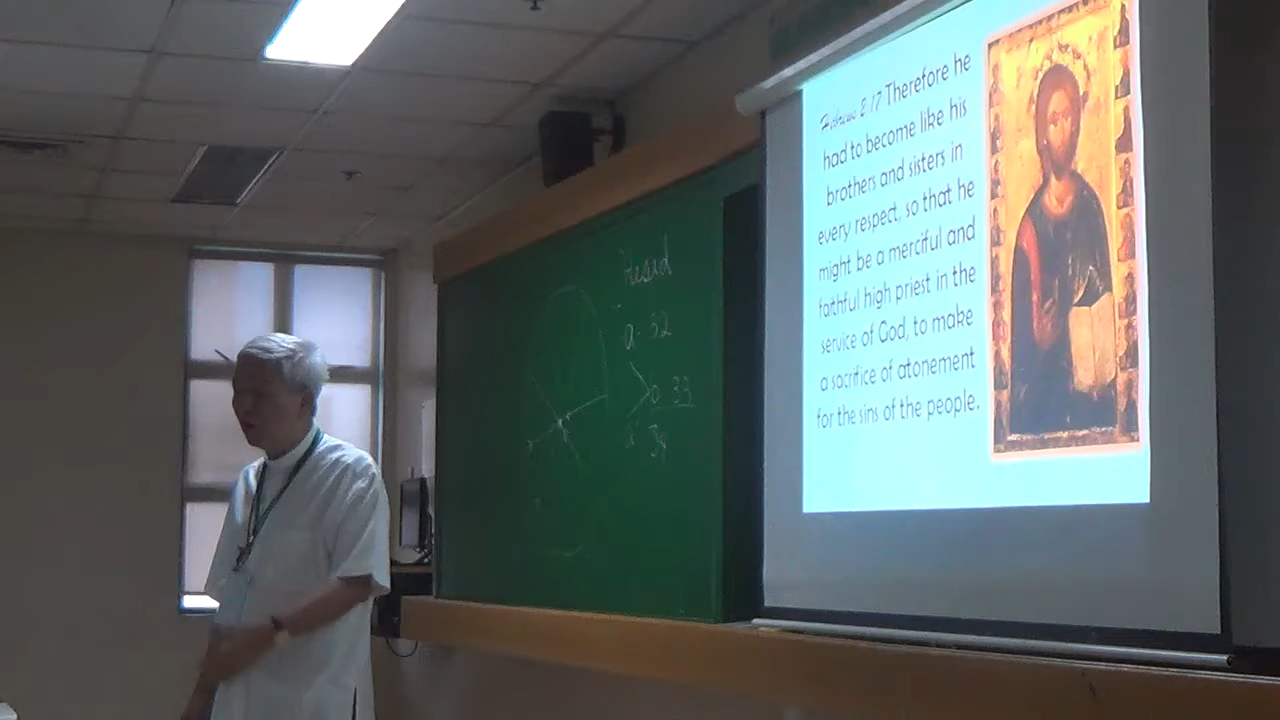 Hesed
a. 32
b 33
34
Hebrews 2:17 Therefore he
had to become like his
brothers and sisters in
every respect, so that he
might be a merciful and
faithful high priest in the
service of God, to make
a sacrifice of atonement
for the sins of the people.